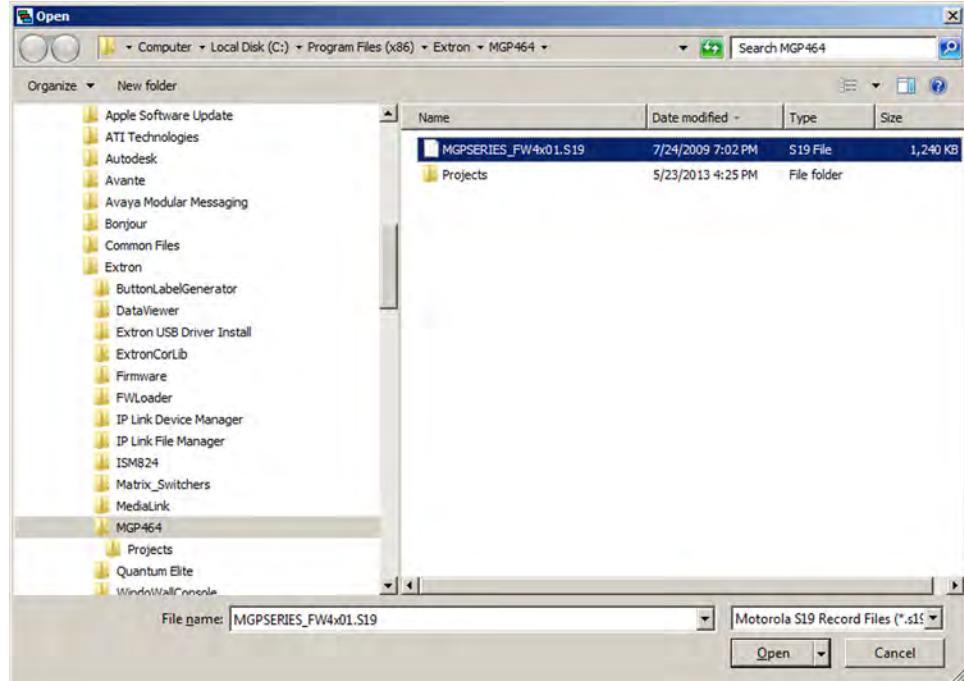 Open
Computer Local Disk (C:) Program Files (x86) Extron MGP464
Search MGP464
Organize New folder
Apple Software Update
ATI Technologies
Autodesk
Avante
Avaya Modular Messaging
Bonjour
Common Files
Extron
ButtonLabelGenerator
DataViewer
Extron USB Driver Install
ExtronCorLib
Firmware
FWLoader
IP Link Device Manager
IP Link File Manager
ISM824
Matrix_Switchers
MediaLink
MGP464
Projects
Quantum Elite
WindoWallConsole
Name Date modified Type Size
MGPSERIES_FW4x01.S19 7/24/2009 7:02 PM S19 File 1,240 KB
Projects 5/23/2013 4:25 PM File folder
File name: MGPSERIES_FW4x01.S19
Motorola S19 Record Files (*.s19
Open Cancel